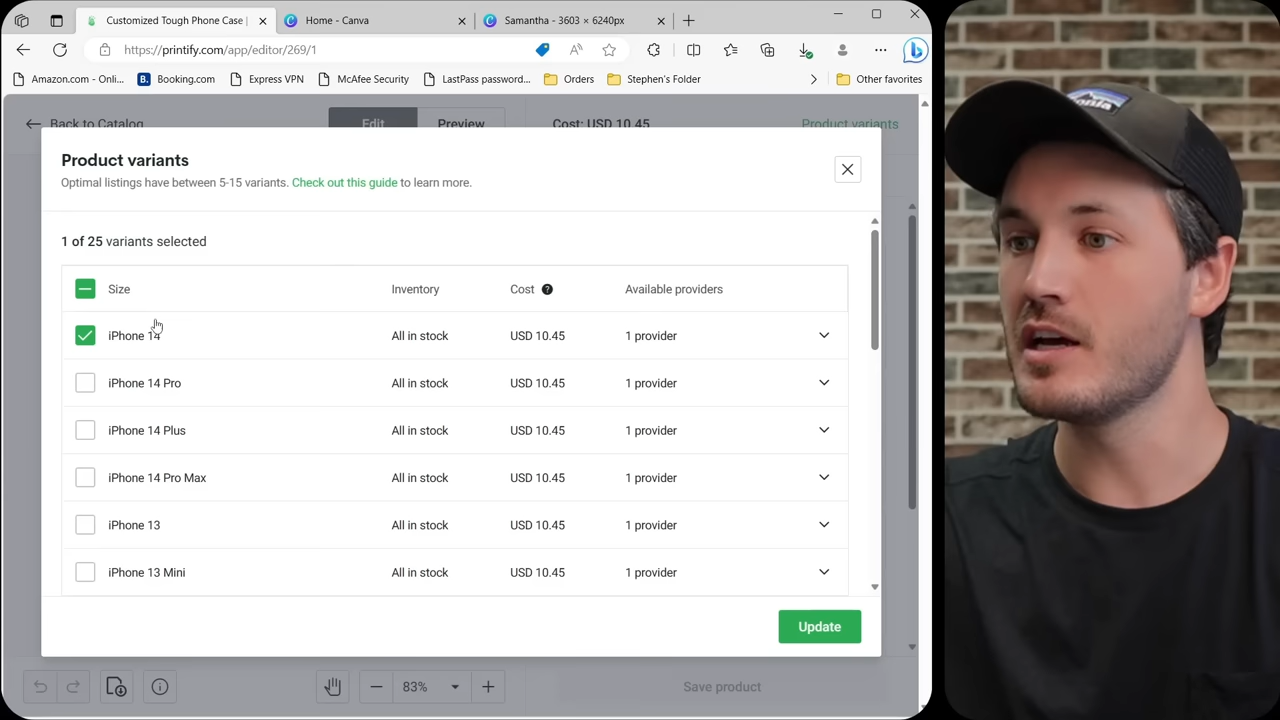 Customized Tough Phone Case |
Home - Canva
Samantha - 3603 × 6240px
https://printify.com/app/editor/269/1
Amazon.com - Onli...
Booking.com
Express VPN
McAfee Security
LastPass password...
Orders
Stephen's Folder
Other favorites
Back to Catalog
Edit
Preview
Cost: USD 10.45
Product variants
Product variants
Optimal listings have between 5-15 variants. Check out this guide to learn more.
1 of 25 variants selected
Size Inventory Cost ? Available providers
iPhone 14 All in stock USD 10.45 1 provider
iPhone 14 Pro All in stock USD 10.45 1 provider
iPhone 14 Plus All in stock USD 10.45 1 provider
iPhone 14 Pro Max All in stock USD 10.45 1 provider
iPhone 13 All in stock USD 10.45 1 provider
iPhone 13 Mini All in stock USD 10.45 1 provider
Update
83%
Save product